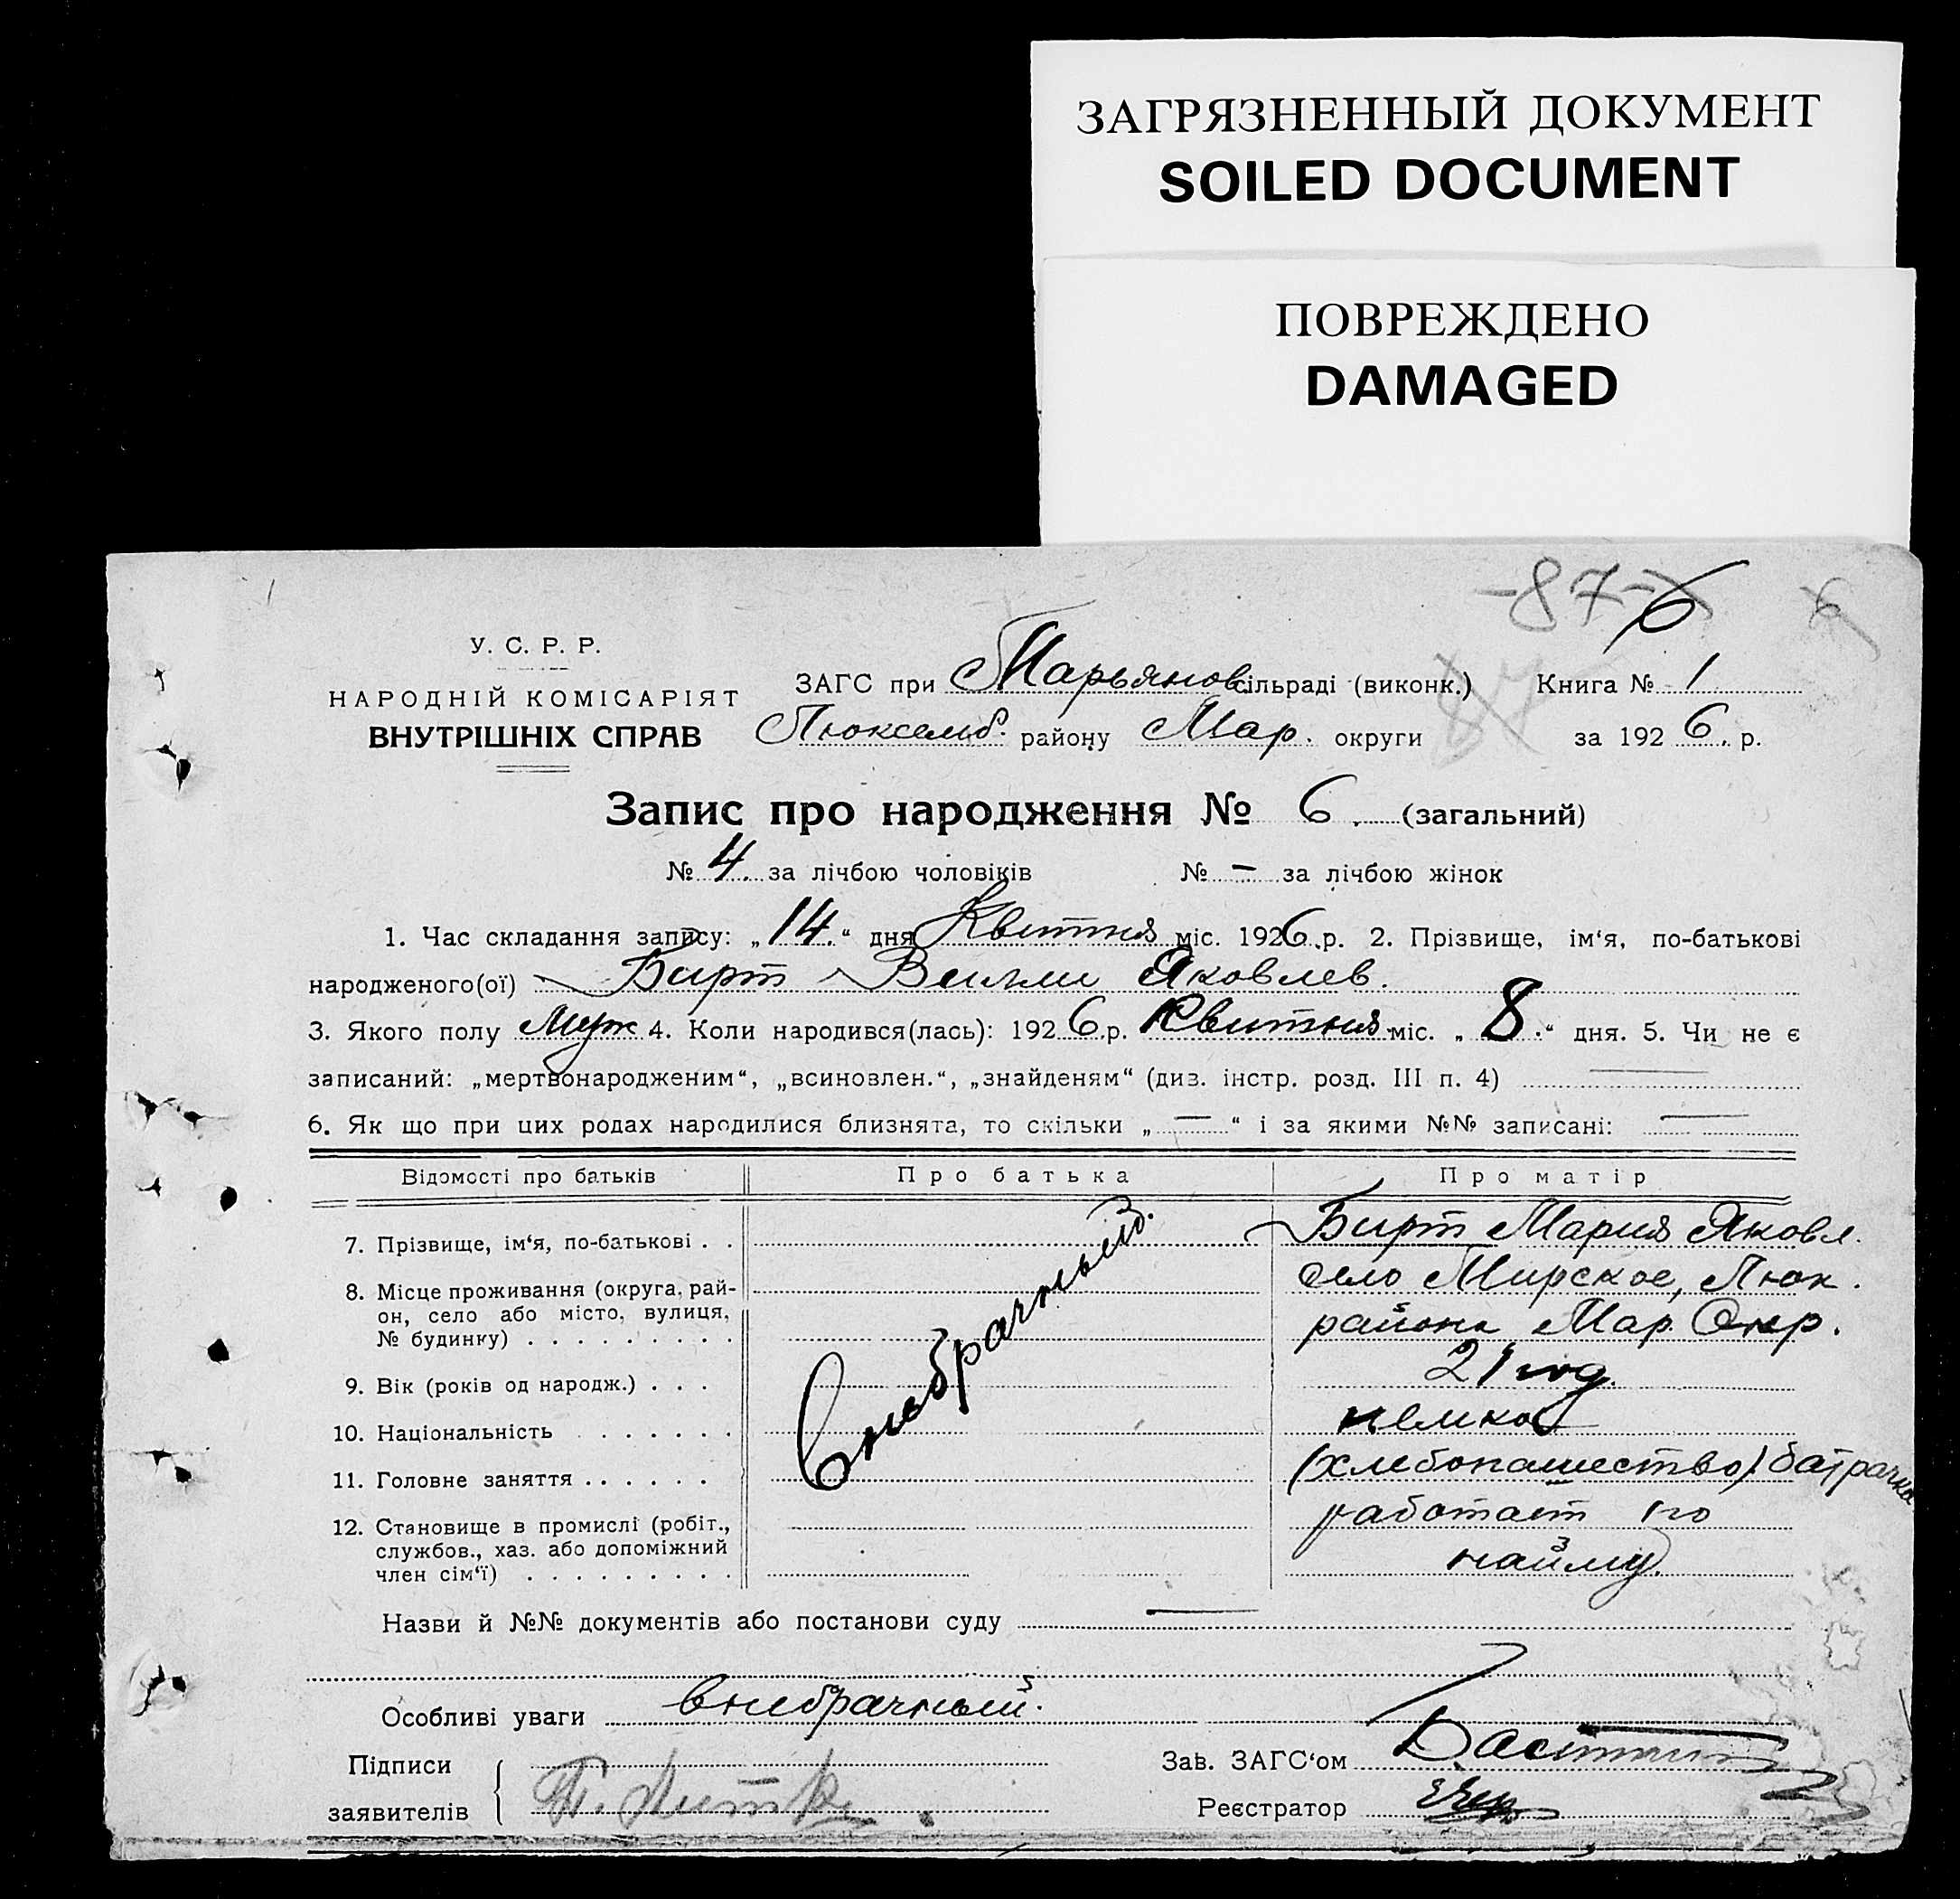 ЗАГРЯЗНЕННЫЙ ДОКУМЕНТ
SOILED DOCUMENT
ПОВРЕЖДЕНО
DAMAGED
-87- 6 6
У. С. Р. Р.
НАРОДНІЙ КОМІСАРІЯТ
ВНУТРІШНІХ СПРАВ
ЗАГС при Марьянов. сільраді (виконк.) Книга № 1
Люксемб. району Мар. округи 87 за 1926. р.
Запис про народження № 6. (загальний)
№ 4. за лічбою чоловіків № – за лічбою жінок
1. Час складання запису: „14.“ дня Квитня міс. 1926.р. 2. Прізвище, ім‘я, по-батькові
народженого(ої) Бирт Вильм Яковлев.
3. Якого полу Муж 4. Коли народився(лась): 1926.р. Квитня міс. „8.“ дня. 5. Чи не є
записаний: „мертвонародженим“, „всиновлен.“, „знайденям“ (див. інстр. розд. III п. 4) —
6. Як що при цих родах народилися близнята, то скільки „—“ і за якими №№ записані: —
Відомості про батьків Про батька Про матір
7. Прізвище, ім‘я, по-батькові . . Бирт Мария Яковл.
8. Місце проживання (округа, рай- село Мирское, Люк.
он, село або місто, вулиця,
№ будинку) . . . . . . . . . района Мар. Окр.
9. Вік (років од народж.) . . . 21 год.
10. Національність . . . . . . . немка
11. Головне заняття . . . . . . (хлебопашество) батрачка
12. Становище в промислі (робіт., работает по
службов., хаз. або допоміжний
член сім‘ї) . . . . . . . . . найму.
Внебрачный.
Назви й №№ документів або постанови суду —
Особливі уваги внебрачный.
Підписи
заявителів
Зав. ЗАГС‘ом
Реєстратор